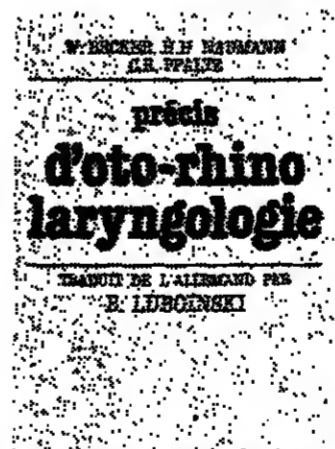 W. BECKER H.H NAUMANN
C.R. PFALTZ
précis
d'oto-rhino
laryngologie
TRADUIT DE L'ALLEMAND PAR
B. LUBOINSKI